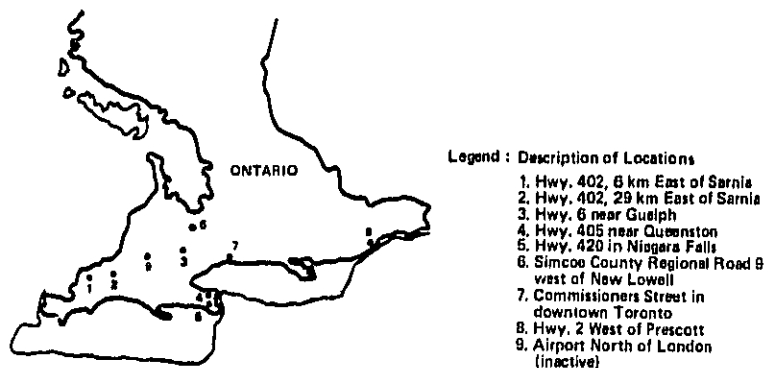 ONTARIO
6
8
7
9
3
1
2
4
5
Legend : Description of Locations
1. Hwy. 402, 6 km East of Sarnia
2. Hwy. 402, 29 km East of Sarnia
3. Hwy. 6 near Guelph
4. Hwy. 405 near Queenston
5. Hwy. 420 in Niagara Falls
6. Simcoe County Regional Road 9
west of New Lowell
7. Commissioners Street in
downtown Toronto
8. Hwy. 2 West of Prescott
9. Airport North of London
(inactive)